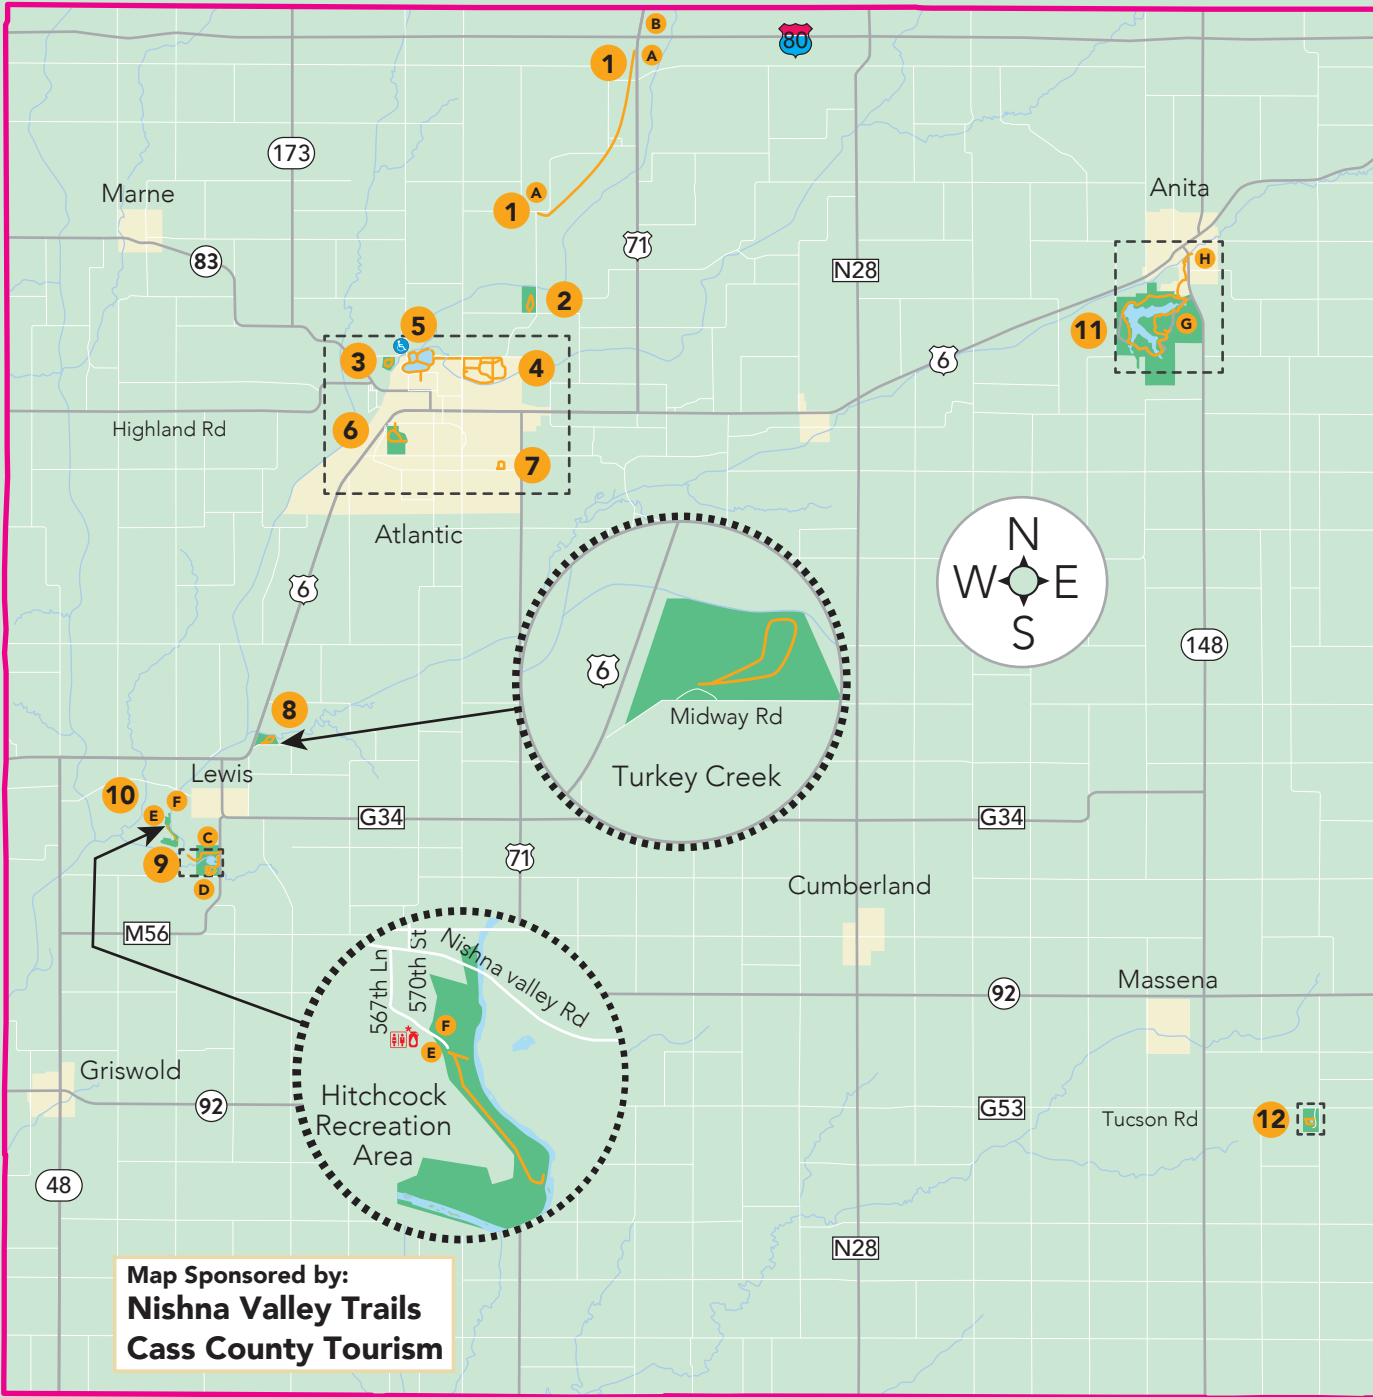 B
80
1
A
173
Marne
Anita
A
1
71
83
N28
H
2
5
G
11
3
4
6
Highland Rd
6
7
Atlantic
N
W E
S
6
6
148
8
Midway Rd
Turkey Creek
Lewis
10
F
E
G34
G34
C
9
71
D
Cumberland
M56
Nishna valley Rd
567th Ln
570th St
Massena
92
F
E
Griswold
Hitchcock
Recreation
Area
92
G53
Tucson Rd
12
48
N28
Map Sponsored by:
Nishna Valley Trails
Cass County Tourism